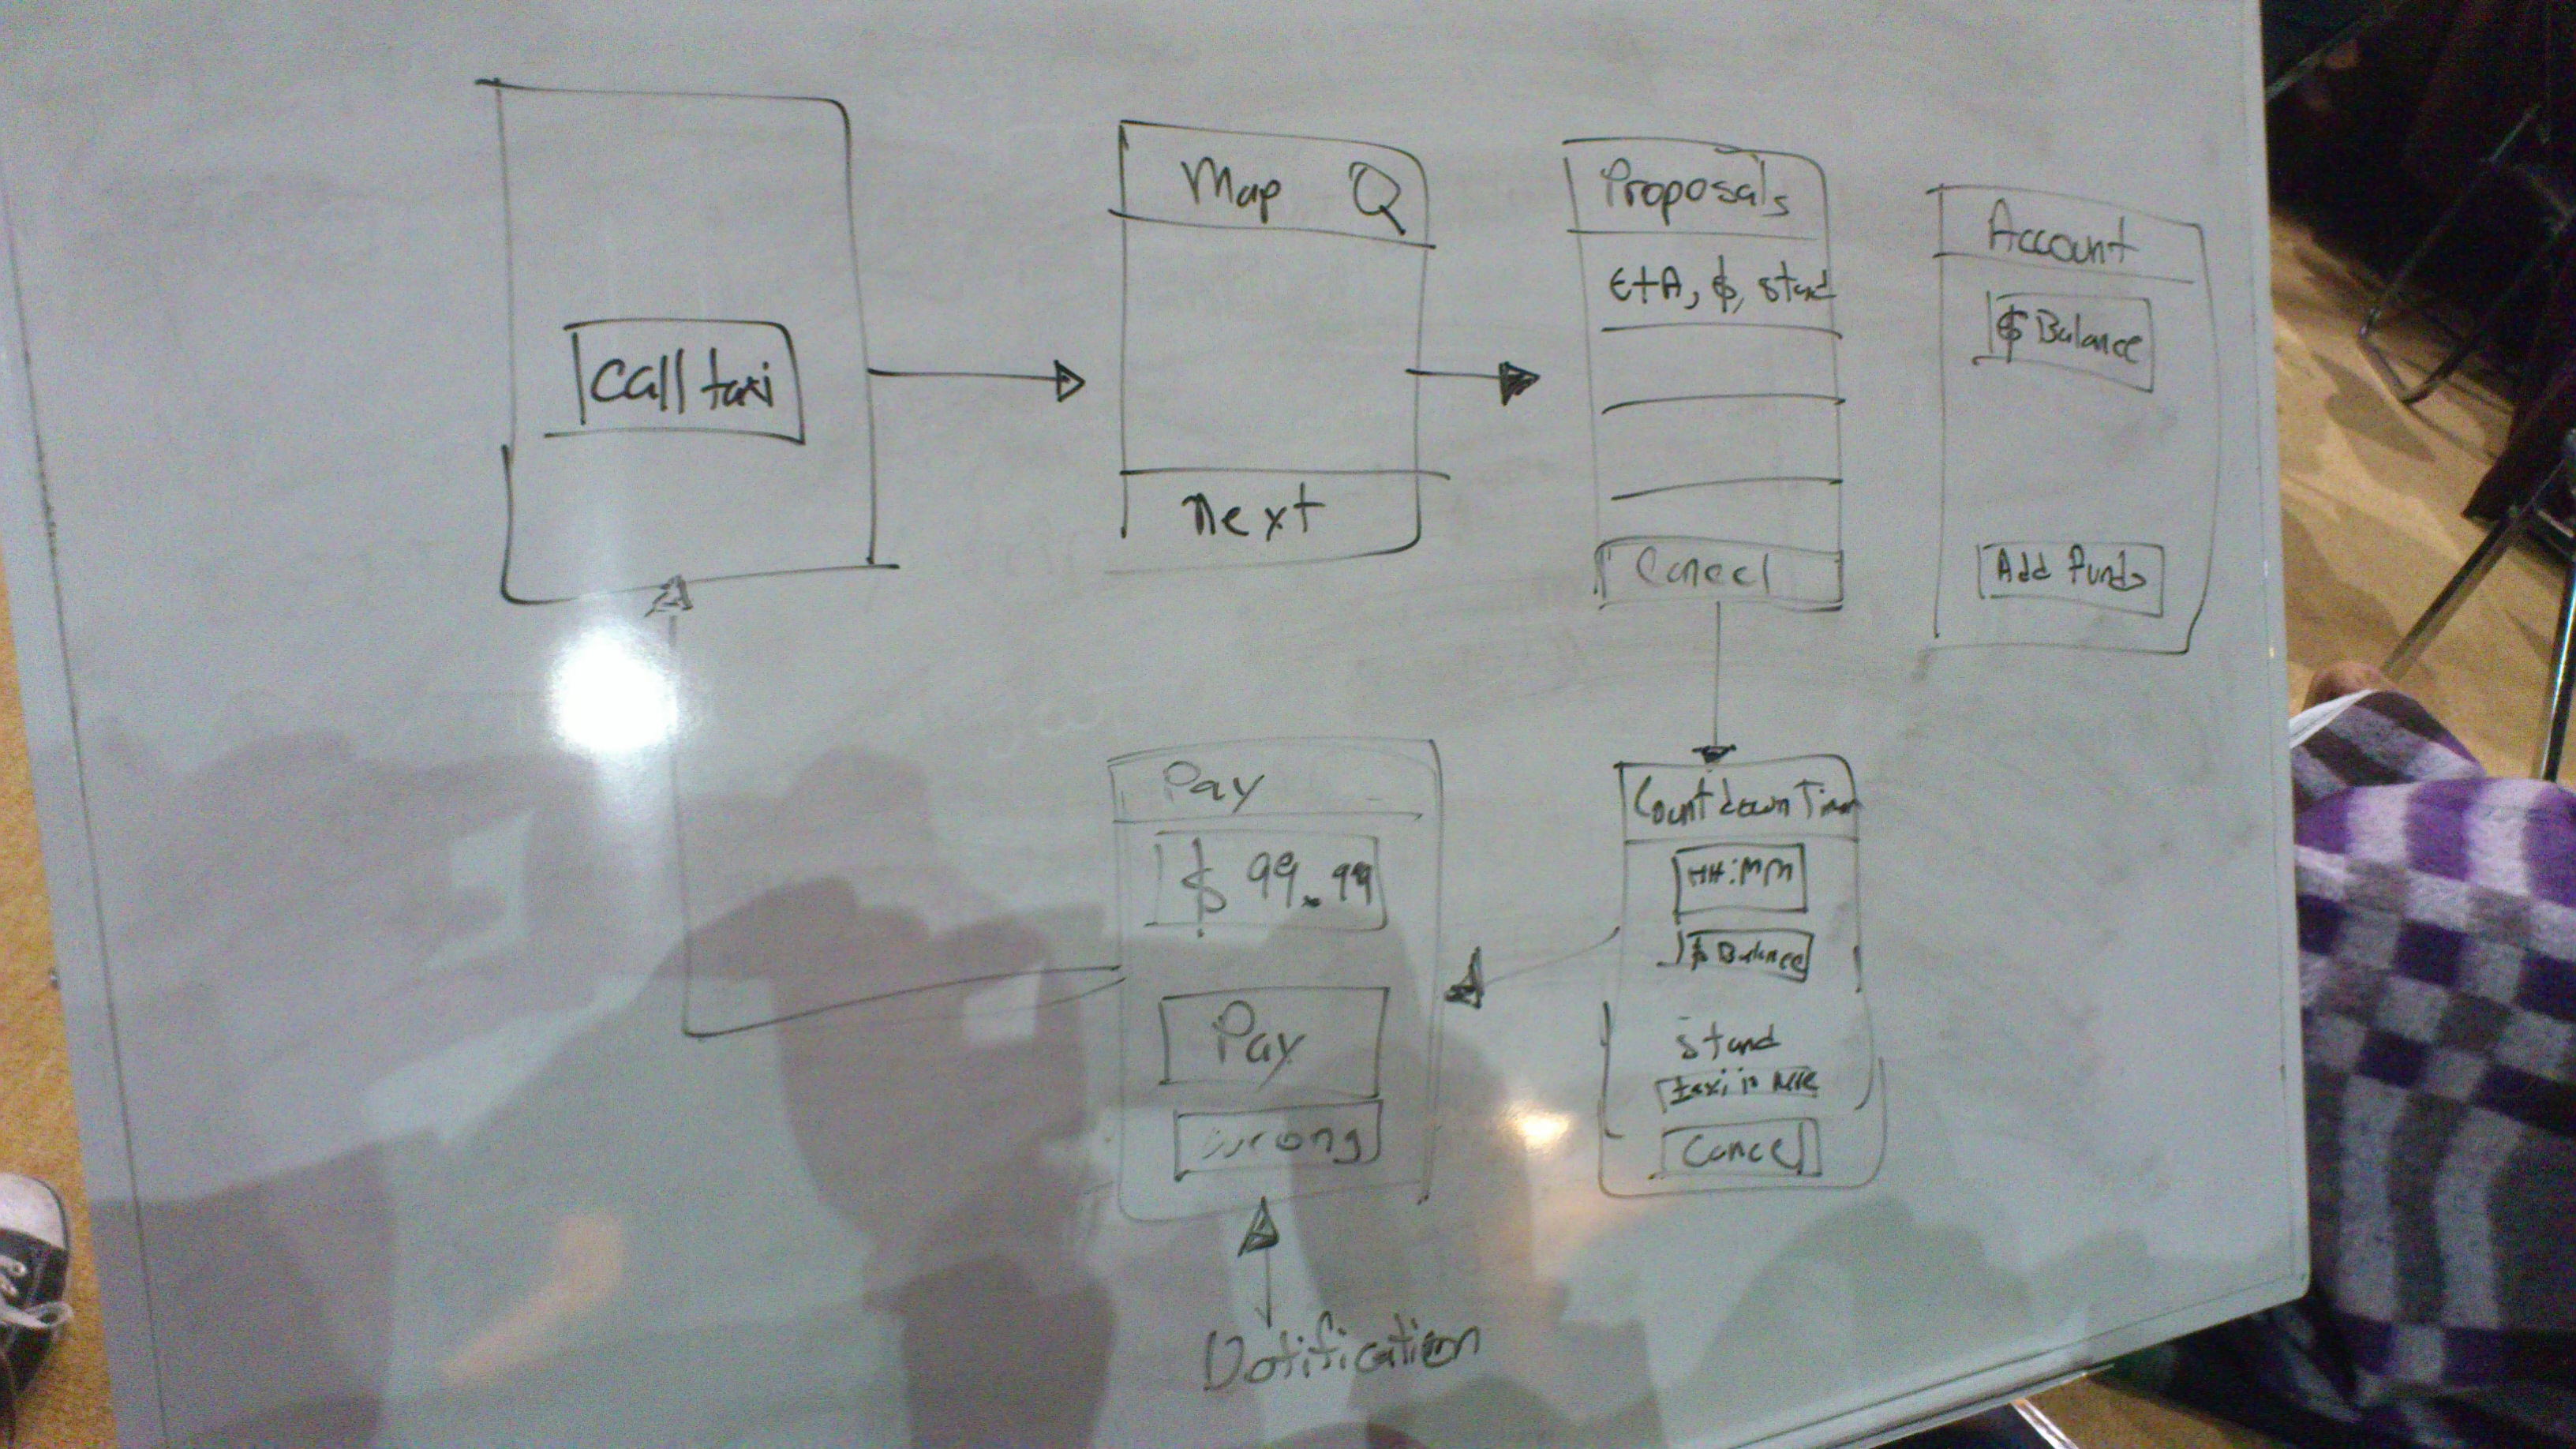 Call taxi
Map
Next
Proposals
EtA, $, stand
Cancel
Account
$ Balance
Add Funds
Pay
$ 99.99
Pay
Wrong
Countdown Timer
HH:MM
$ Balance
Stand
taxi is
Cancel
Notification